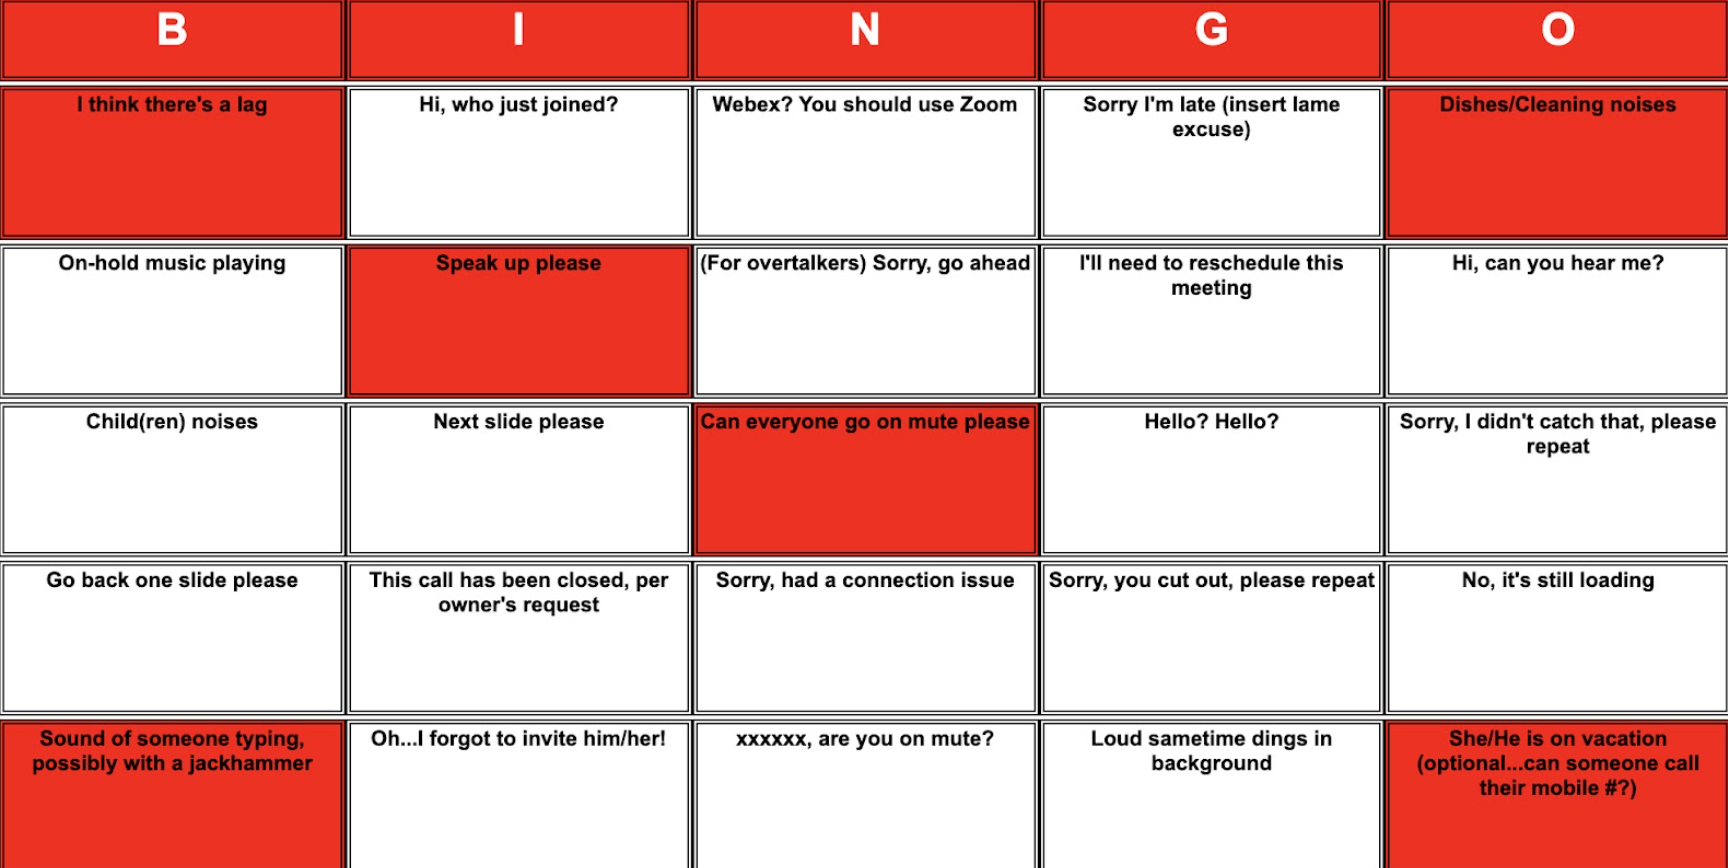 B I N G O
I think there's a lag
Hi, who just joined?
Webex? You should use Zoom
Sorry I'm late (insert lame
excuse)
Dishes/Cleaning noises
On-hold music playing
Speak up please
(For overtalkers) Sorry, go ahead
I'll need to reschedule this
meeting
Hi, can you hear me?
Child(ren) noises
Next slide please
Can everyone go on mute please
Hello? Hello?
Sorry, I didn't catch that, please
repeat
Go back one slide please
This call has been closed, per
owner's request
Sorry, had a connection issue
Sorry, you cut out, please repeat
No, it's still loading
Sound of someone typing,
possibly with a jackhammer
Oh...I forgot to invite him/her!
xxxxxx, are you on mute?
Loud sametime dings in
background
She/He is on vacation
(optional...can someone call
their mobile #?)